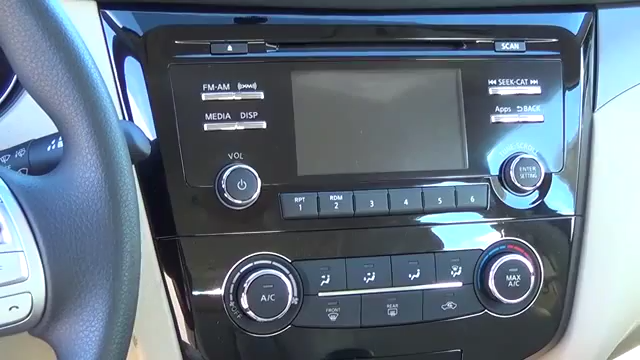 SCAN
FM-AM
SEEK-CAT
MEDIA DISP
Apps BACK
VOL
ENTER
SETTING
RPT RDM
1 2 3 4 5 6
A/C
MAX
A/C
OFF
FRONT REAR